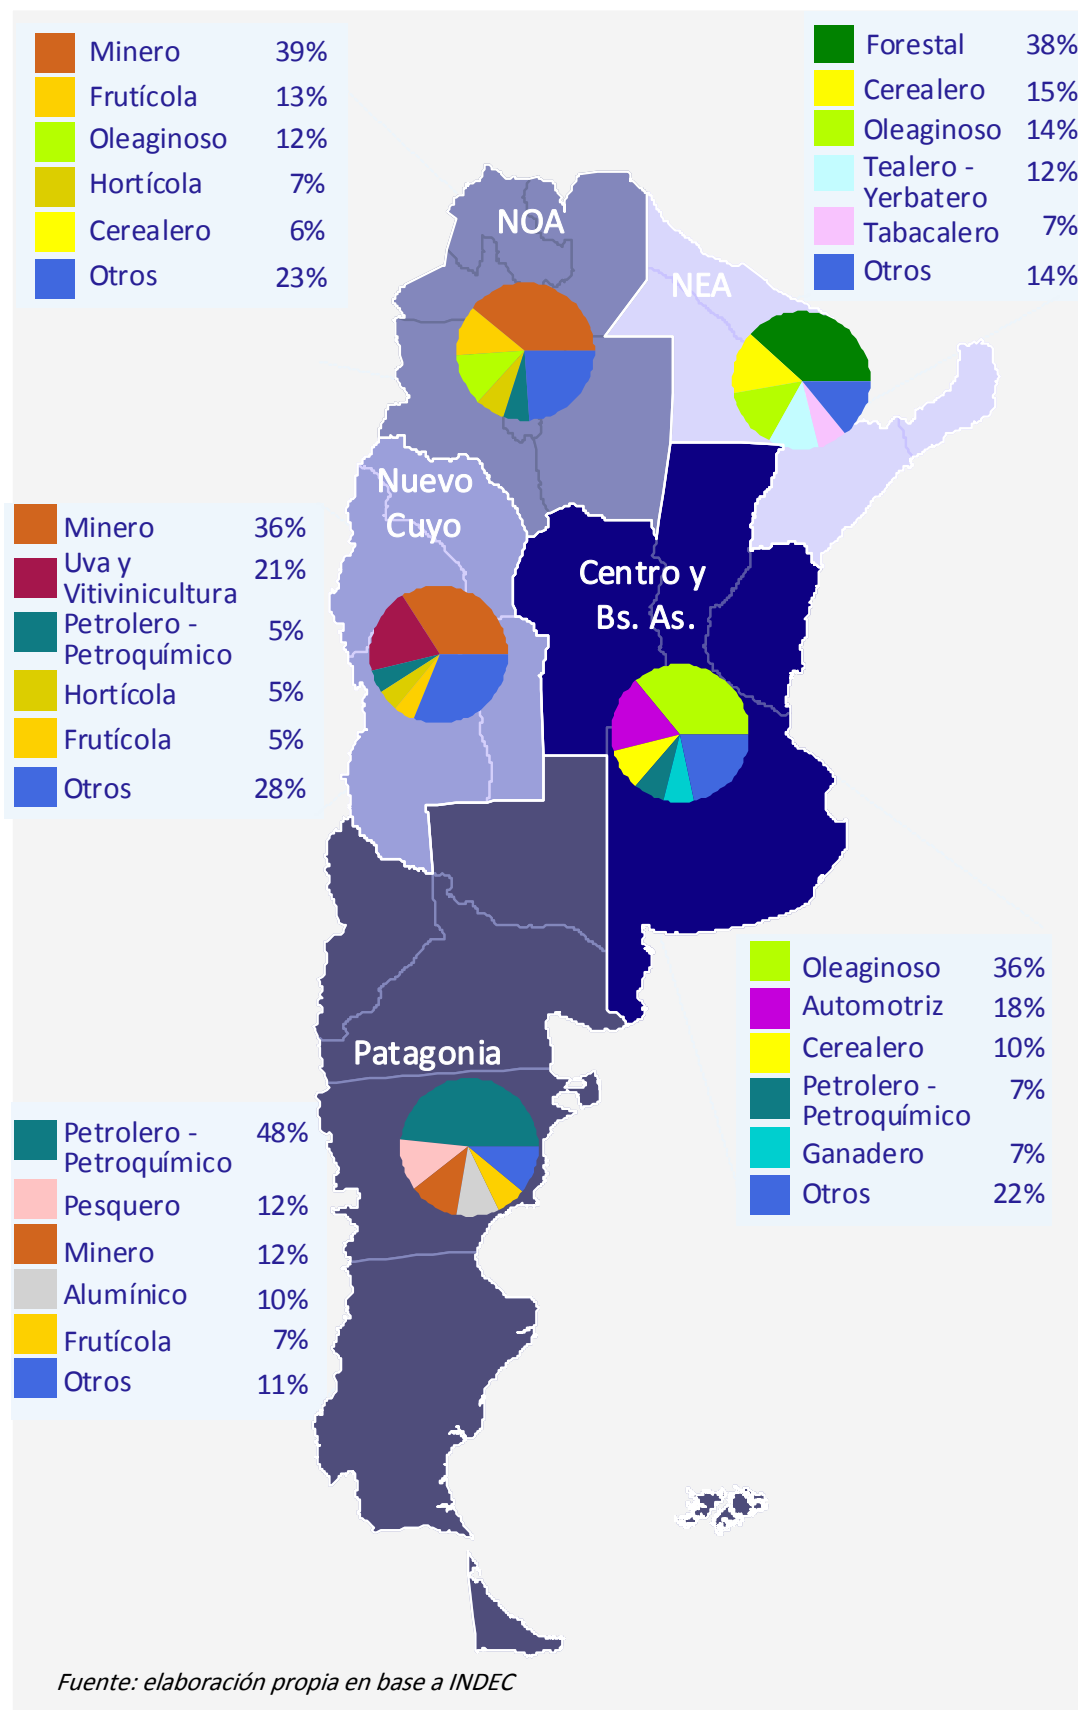 Minero 39%
Frutícola 13%
Oleaginoso 12%
Hortícola 7%
Cerealero 6%
Otros 23%
Forestal 38%
Cerealero 15%
Oleaginoso 14%
Tealero -
Yerbatero 12%
Tabacalero 7%
Otros 14%
NOA
NEA
Nuevo
Cuyo
Minero 36%
Uva y
Vitivinicultura 21%
Petrolero -
Petroquímico 5%
Hortícola 5%
Frutícola 5%
Otros 28%
Centro y
Bs. As.
Oleaginoso 36%
Automotriz 18%
Cerealero 10%
Petrolero -
Petroquímico 7%
Ganadero 7%
Otros 22%
Patagonia
Petrolero -
Petroquímico 48%
Pesquero 12%
Minero 12%
Alumínico 10%
Frutícola 7%
Otros 11%
Fuente: elaboración propia en base a INDEC